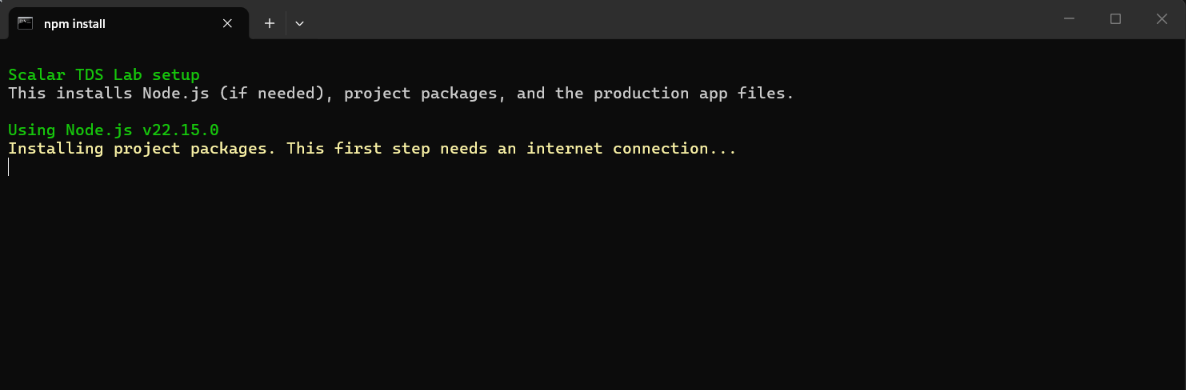 npm install
Scalar TDS Lab setup
This installs Node.js (if needed), project packages, and the production app files.
Using Node.js v22.15.0
Installing project packages. This first step needs an internet connection...